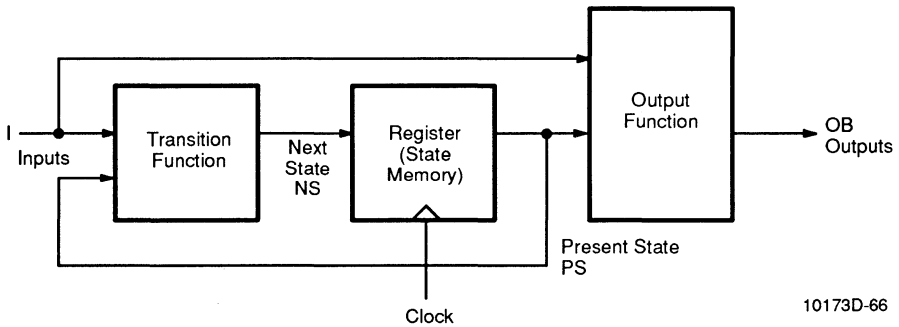 I
Inputs
Transition
Function
Next
State
NS
Register
(State
Memory)
Output
Function
OB
Outputs
Present State
PS
Clock
10173D-66